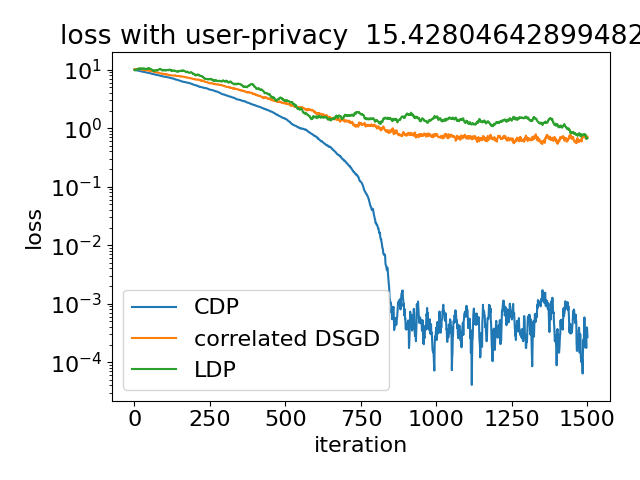 loss with user-privacy 15.42804642899482
loss
10¹
10⁰
10⁻¹
10⁻²
10⁻³
10⁻⁴
CDP
correlated DSGD
LDP
0 250 500 750 1000 1250 1500
iteration